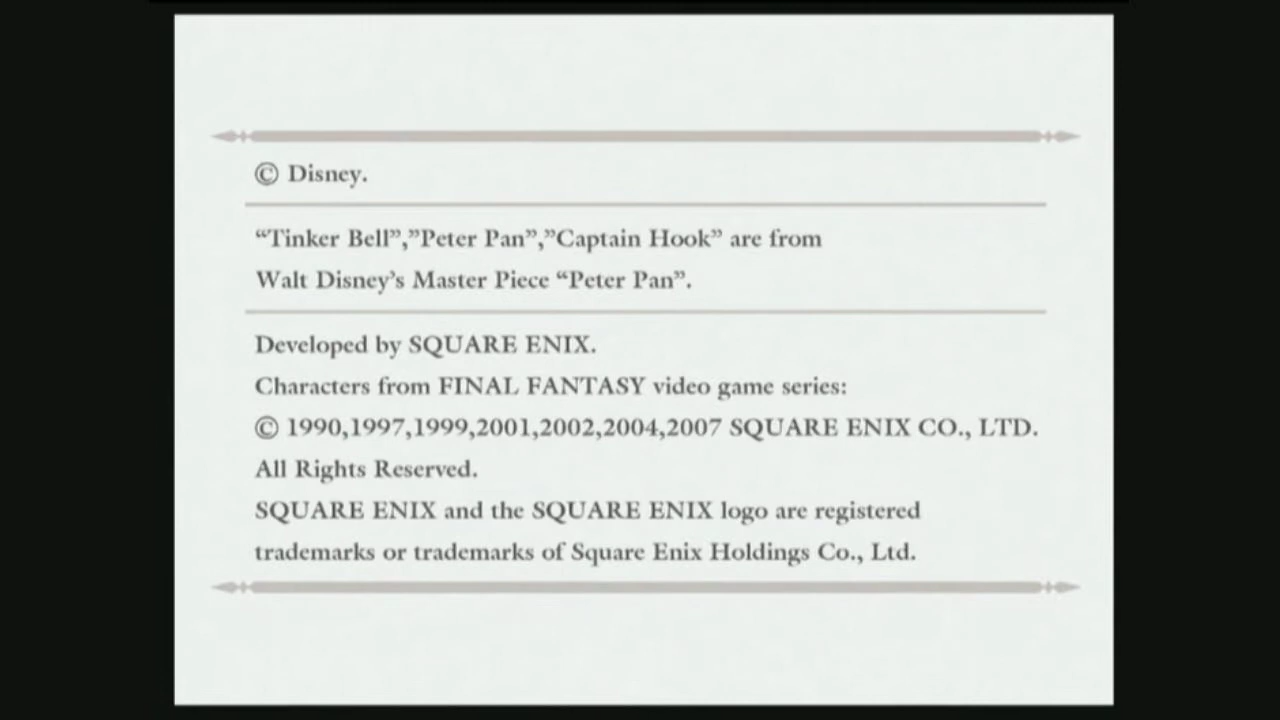 © Disney.
“Tinker Bell”,”Peter Pan”,”Captain Hook” are from
Walt Disney’s Master Piece “Peter Pan”.
Developed by SQUARE ENIX.
Characters from FINAL FANTASY video game series:
© 1990,1997,1999,2001,2002,2004,2007 SQUARE ENIX CO., LTD.
All Rights Reserved.
SQUARE ENIX and the SQUARE ENIX logo are registered
trademarks or trademarks of Square Enix Holdings Co., Ltd.